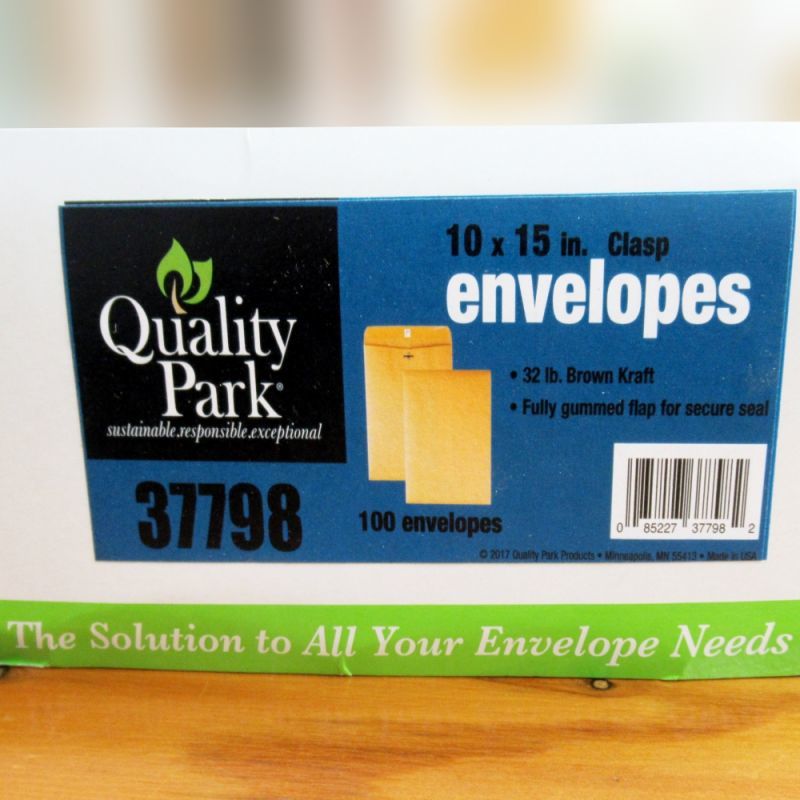 Quality
Park®
sustainable.responsible.exceptional
37798
10 x 15 in. Clasp
envelopes
• 32 lb. Brown Kraft
• Fully gummed flap for secure seal
100 envelopes
0 85227 37798 2
© 2017 Quality Park Products • Minneapolis, MN 55413 • Made in USA
The Solution to All Your Envelope Needs